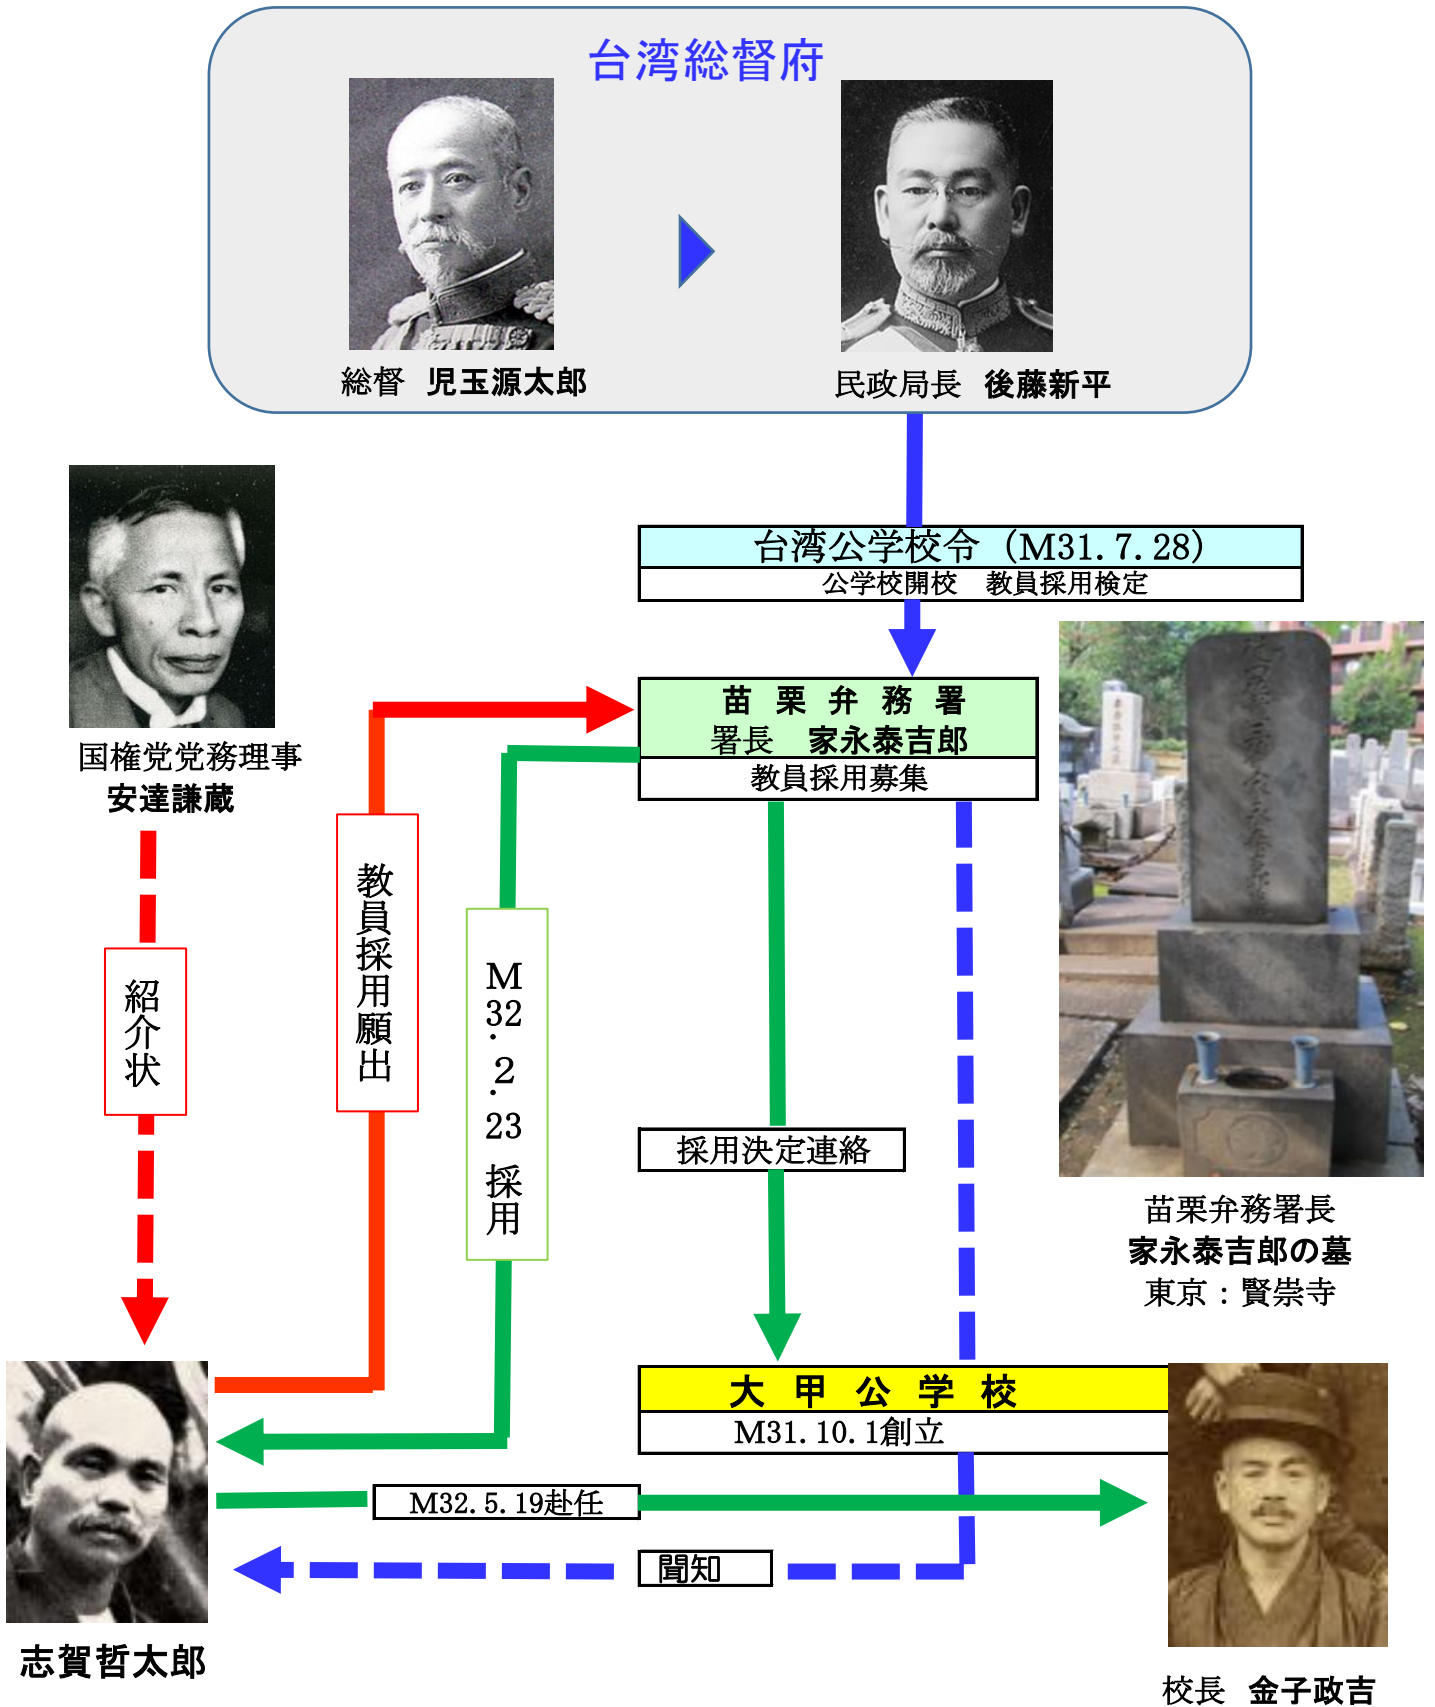 台湾総督府
総督　児玉源太郎
民政局長　後藤新平
台湾公学校令（M31.7.28）
公学校開校　教員採用検定
国権党党務理事
安達謙蔵
苗　栗　弁　務　署
署長　家永泰吉郎
教員採用募集
紹介状
教員採用願出
M32.2.23採用
採用決定連絡
苗栗弁務署長
家永泰吉郎の墓
東京：賢崇寺
大　甲　公　学　校
M31.10.1創立
M32.5.19赴任
聞知
志賀哲太郎
校長　金子政吉